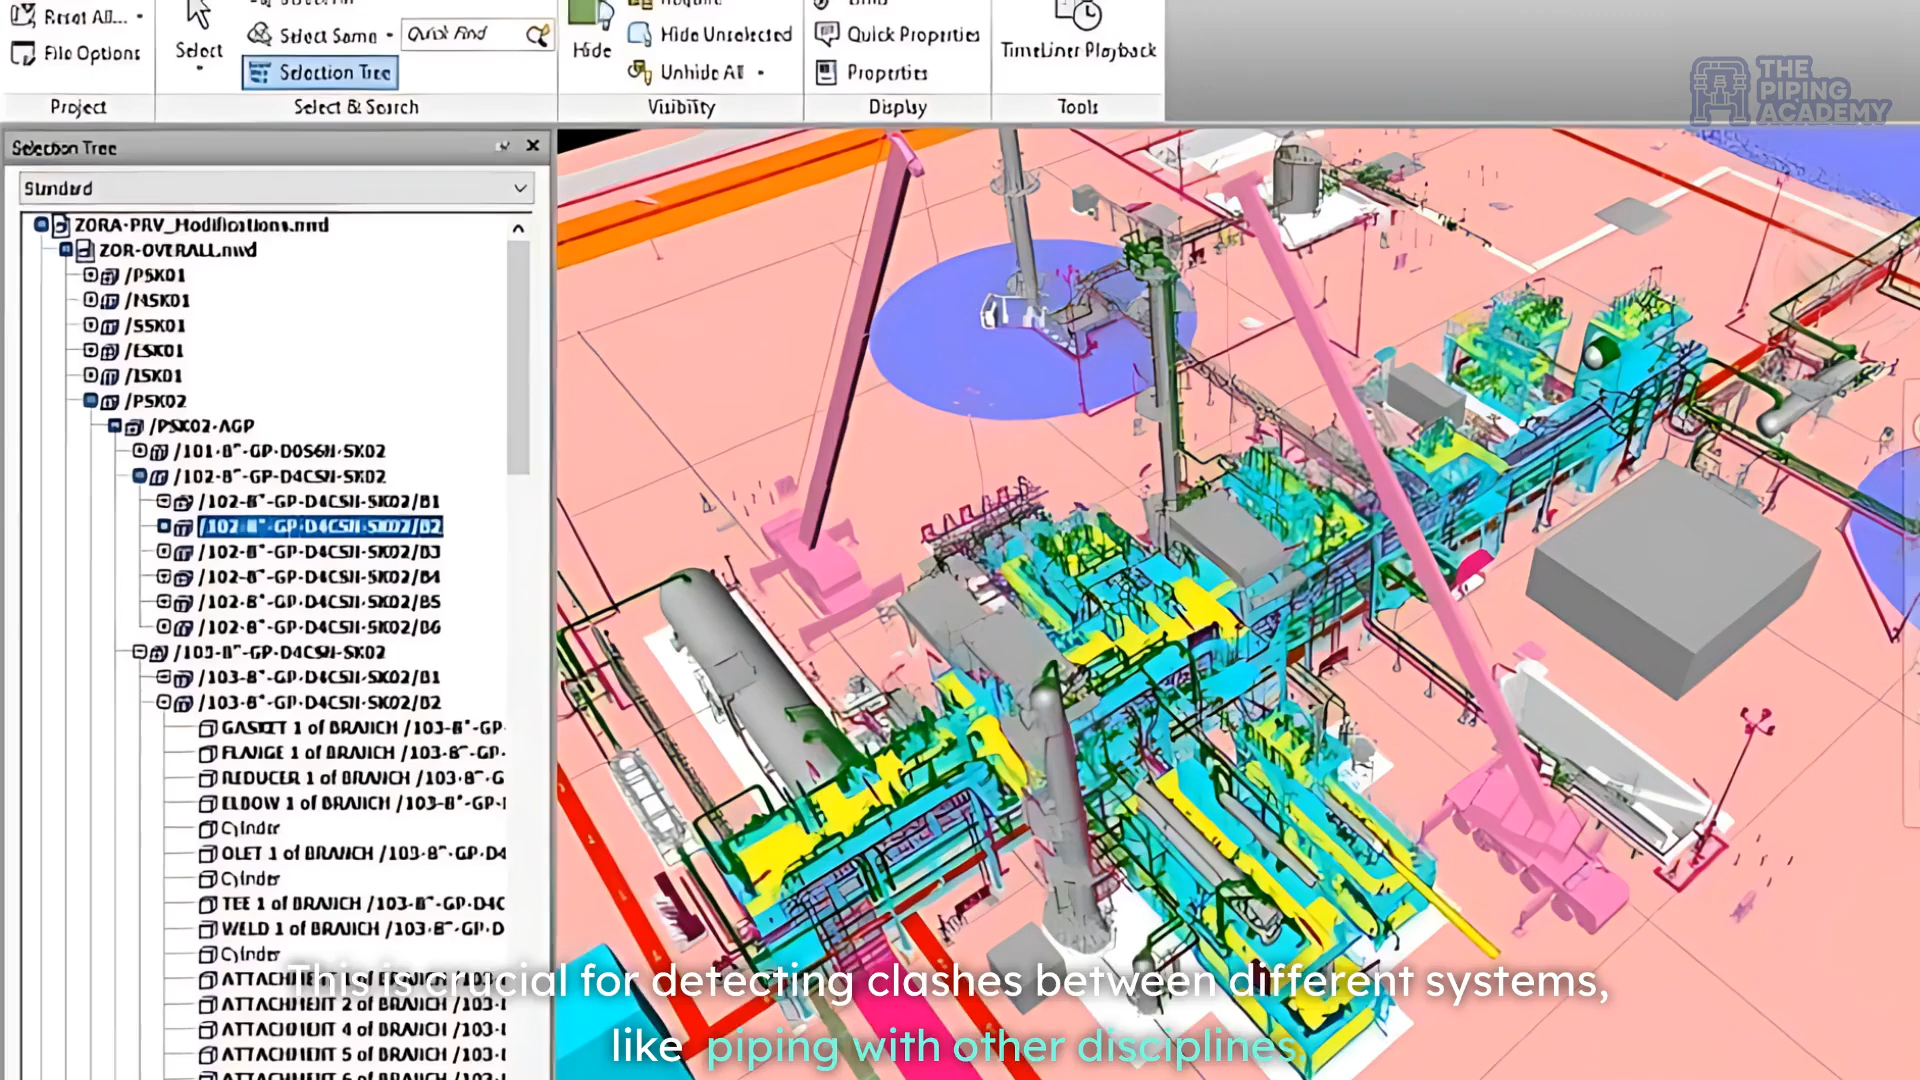 Reset All...
File Options
Project
Select
Select Same
Selection Tree
Quick Find
Select & Search
Hide
Require
Hide Unselected
Unhide All
Visibility
Links
Quick Properties
Properties
Display
TimeLiner Playback
Tools
THE
PIPING
ACADEMY
Selection Tree
Standard
ZORA-PRV_Modifications.nwd
ZOR-OVERALL.nwd
/PSK01
/NSK01
/SSK01
/ESK01
/ISK01
/PSK02
/PSK02-AGP
/101-8"-GP-D0S6N-SK02
/102-8"-GP-D4CSN-SK02
/102-8"-GP-D4CSN-SK02/B1
/102-8"-GP-D4CSN-SK02/B2
/102-8"-GP-D4CSN-SK02/B3
/102-8"-GP-D4CSN-SK02/B4
/102-8"-GP-D4CSN-SK02/B5
/102-8"-GP-D4CSN-SK02/B6
/103-8"-GP-D4CSN-SK02
/103-8"-GP-D4CSN-SK02/B1
/103-8"-GP-D4CSN-SK02/B2
GASKET 1 of BRANCH /103-8"-GP-
FLANGE 1 of BRANCH /103-8"-GP-
REDUCER 1 of BRANCH /103-8"-G
ELBOW 1 of BRANCH /103-8"-GP-
Cylinder
OLET 1 of BRANCH /103-8"-GP-D4
Cylinder
TEE 1 of BRANCH /103-8"-GP-D4C
WELD 1 of BRANCH /103-8"-GP-D
Cylinder
ATTACHMENT 2 of BRANCH /103-
ATTACHMENT 4 of BRANCH /103-
ATTACHMENT 5 of BRANCH /103-
This is crucial for detecting clashes between different systems,
like piping with other disciplines